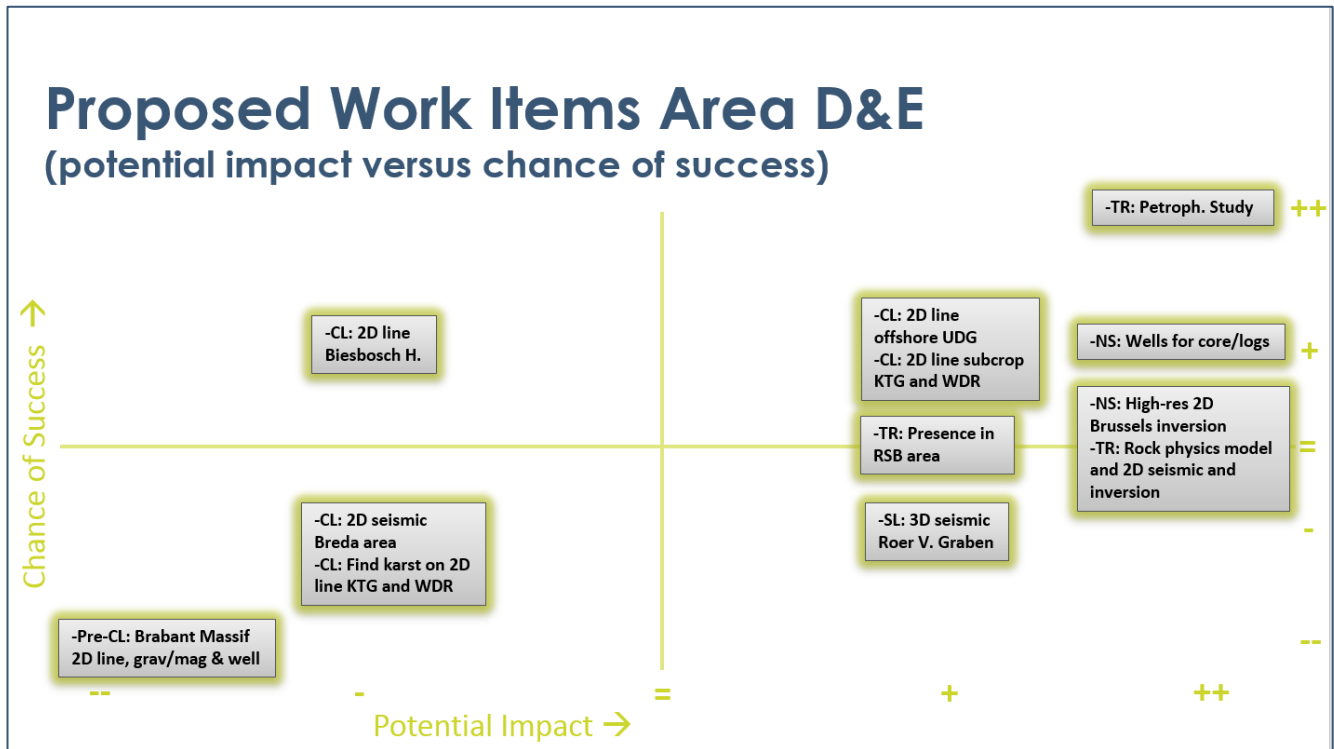 Proposed Work Items Area D&E
(potential impact versus chance of success)
-TR: Petroph. Study
++
-CL: 2D line
Biesbosch H.
-CL: 2D line
offshore UDG
-CL: 2D line subcrop
KTG and WDR
-NS: Wells for core/logs
+
-TR: Presence in
RSB area
-NS: High-res 2D
Brussels inversion
-TR: Rock physics model
and 2D seismic and
inversion
=
-CL: 2D seismic
Breda area
-CL: Find karst on 2D
line KTG and WDR
-SL: 3D seismic
Roer V. Graben
-
-Pre-CL: Brabant Massif
2D line, grav/mag & well
--
Chance of Success →
-- - = + ++
Potential Impact →